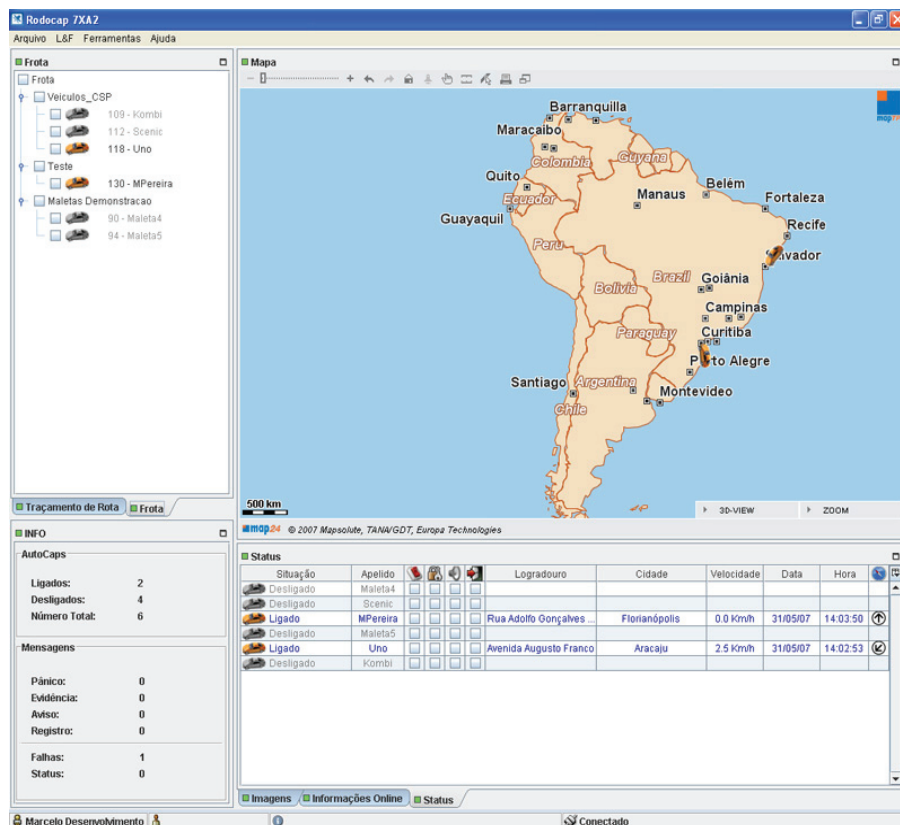 Rodocap 7XA2
Arquivo L&F Ferramentas Ajuda
Frota
Frota
Veiculos_CSP
109 - Kombi
112 - Scenic
118 - Uno
Teste
130 - MPereira
Maletas Demonstracao
90 - Maleta4
94 - Maleta5
Traçamento de Rota Frota
Mapa
Barranquilla
Maracaibo
Colombia Guyana
Quito
Ecuador
Manaus Belém
Fortaleza
Guayaquil
Recife
Peru
Brazil Goiânia
Bolivia
Campinas
Paraguay Curitiba
Porto Alegre
Santiago Argentina
Montevideo
Chile
500 km
3D-VIEW ZOOM
map24 © 2007 Mapsolute, TANA/GDT, Europa Technologies
INFO
AutoCaps
Ligados: 2
Desligados: 4
Número Total: 6
Mensagens
Pânico: 0
Evidência: 0
Aviso: 0
Registro: 0
Falhas: 1
Status: 0
Status
Situação Apelido Logradouro Cidade Velocidade Data Hora
Desligado Maleta4
Desligado Scenic
Ligado MPereira Rua Adolfo Gonçalves ... Florianópolis 0.0 Km/h 31/05/07 14:03:50
Desligado Maleta5
Ligado Uno Avenida Augusto Franco Aracaju 2.5 Km/h 31/05/07 14:02:53
Desligado Kombi
Imagens Informações Online Status
Marcelo Desenvolvimento Conectado